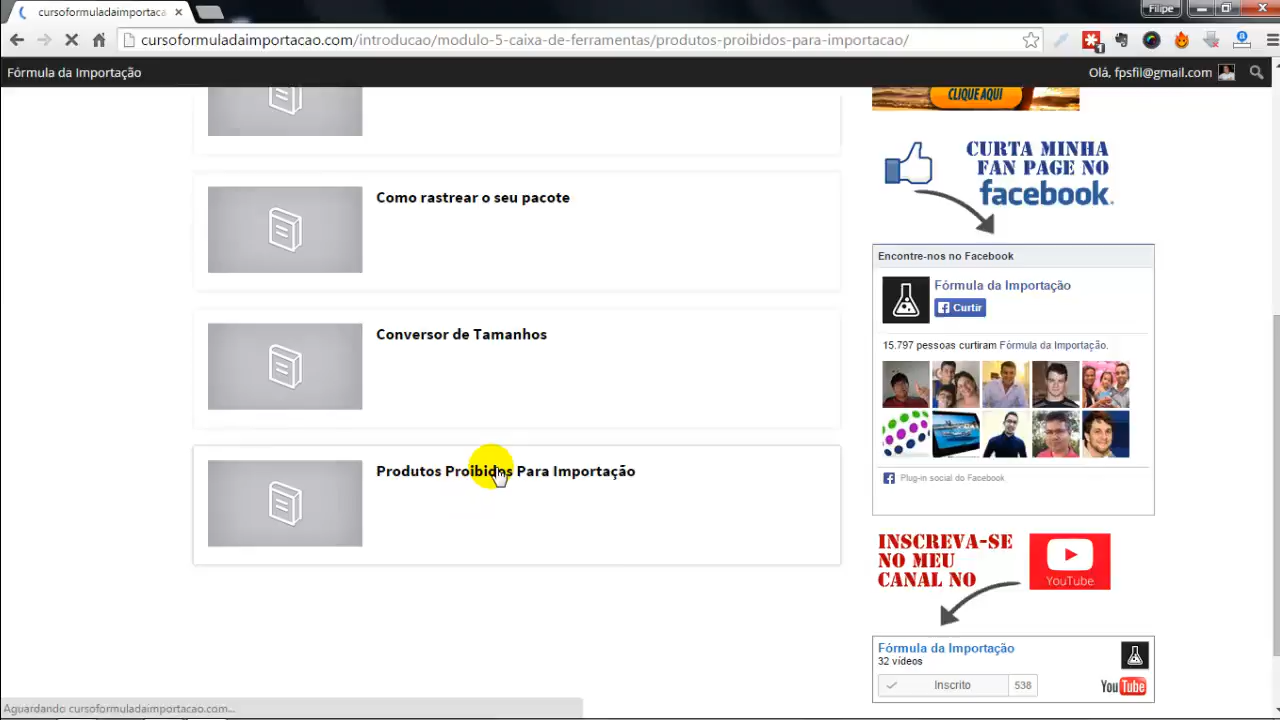 cursoformuladaimportac
Filipe
cursoformuladaimportacao.com/introducao/modulo-5-caixa-de-ferramentas/produtos-proibidos-para-importacao/
Fórmula da Importação
Olá, fpsfil@gmail.com
CLIQUE AQUI
CURTA MINHA
FAN PAGE NO
facebook.
Como rastrear o seu pacote
Encontre-nos no Facebook
Fórmula da Importação
Curtir
15.797 pessoas curtiram Fórmula da Importação.
Conversor de Tamanhos
Produtos Proibidos Para Importação
Plug-in social do Facebook
INSCREVA-SE
NO MEU
CANAL NO
YouTube
Fórmula da Importação
32 vídeos
Inscrito
538
YouTube
Aguardando cursoformuladaimportacao.com...